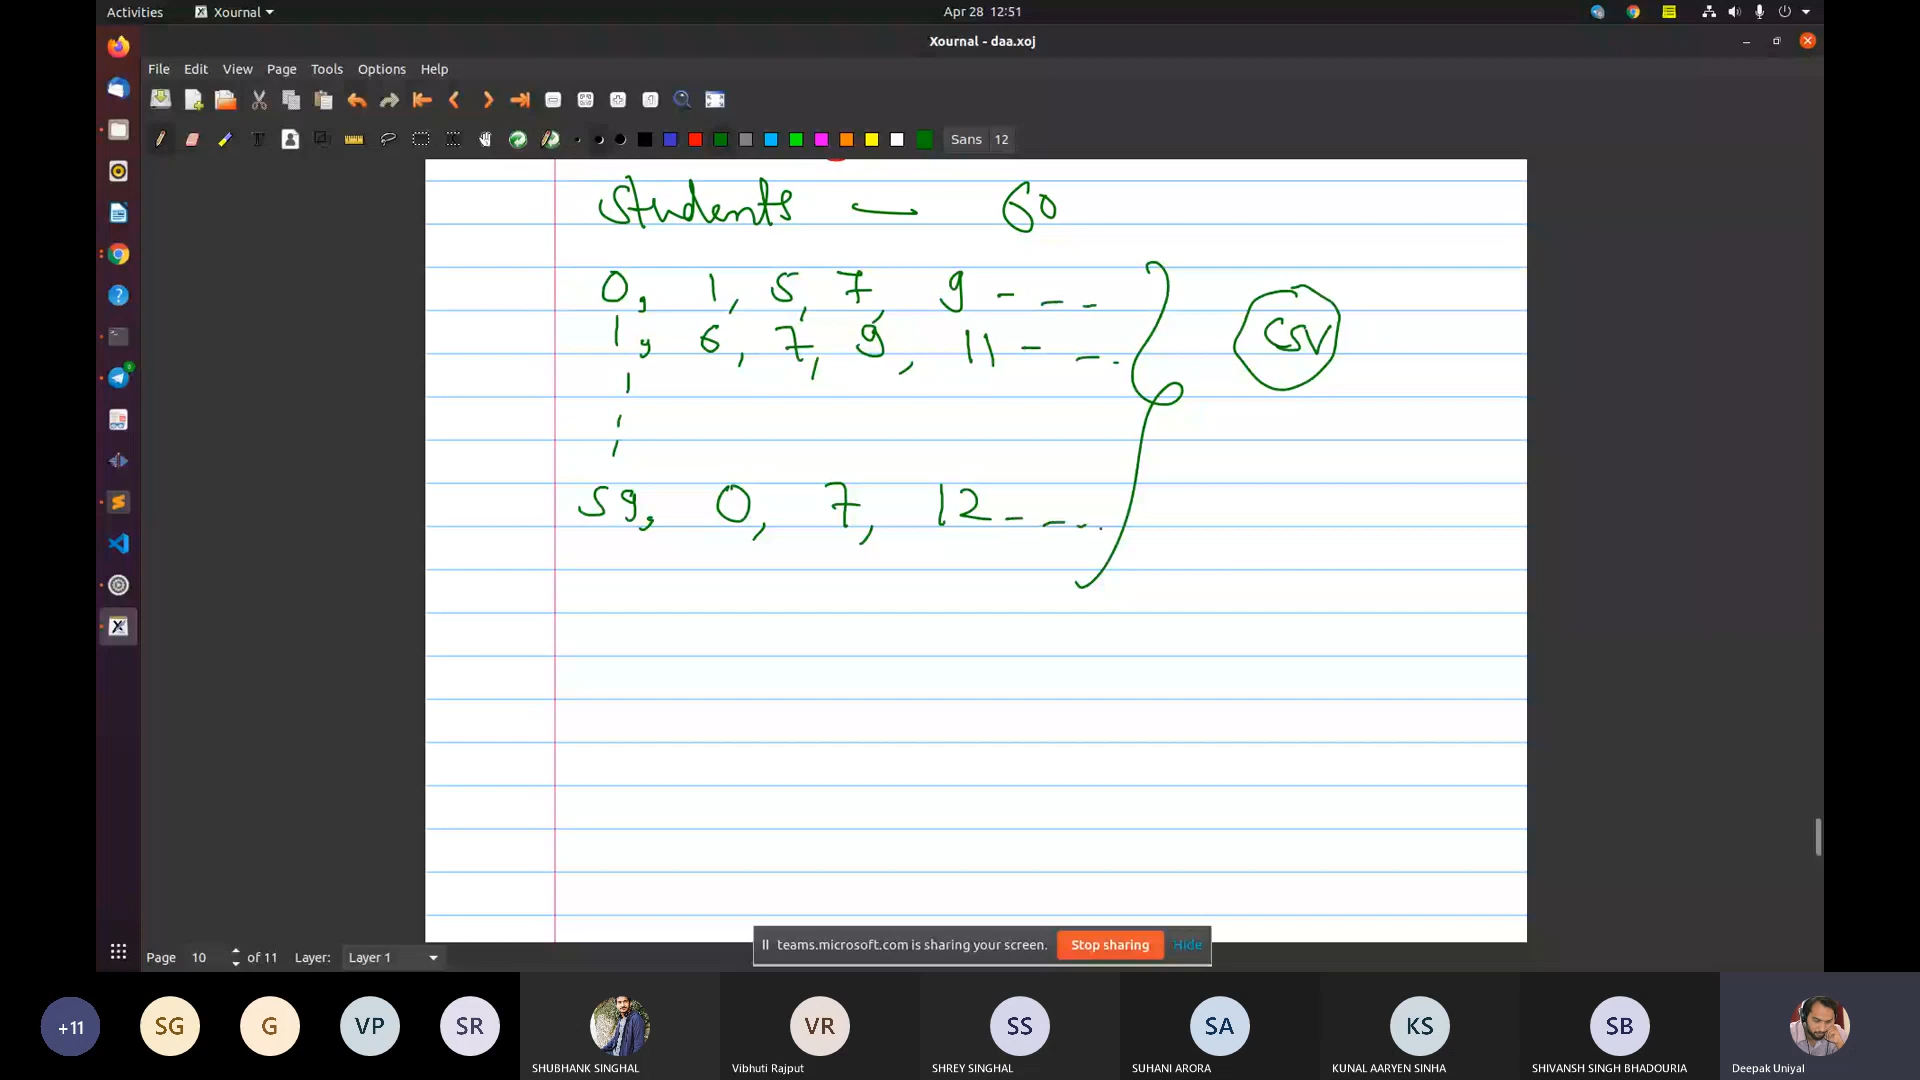 Activities Xournal Apr 28 12:51
Xournal - daa.xoj
File Edit View Page Tools Options Help
Sans 12
Students — 60
0, 1, 5, 7, 9 - - -
1, 6, 7, 9, 11 - - -
CSV
59, 0, 7, 12 - - - .
teams.microsoft.com is sharing your screen. Stop sharing Hide
Page 10 of 11 Layer: Layer 1
+11 SG G VP SR VR SS SA KS SB
SHUBHANK SINGHAL Vibhuti Rajput SHREY SINGHAL SUHANI ARORA KUNAL AARYEN SINHA SHIVANSH SINGH BHADOURIA Deepak Uniyal